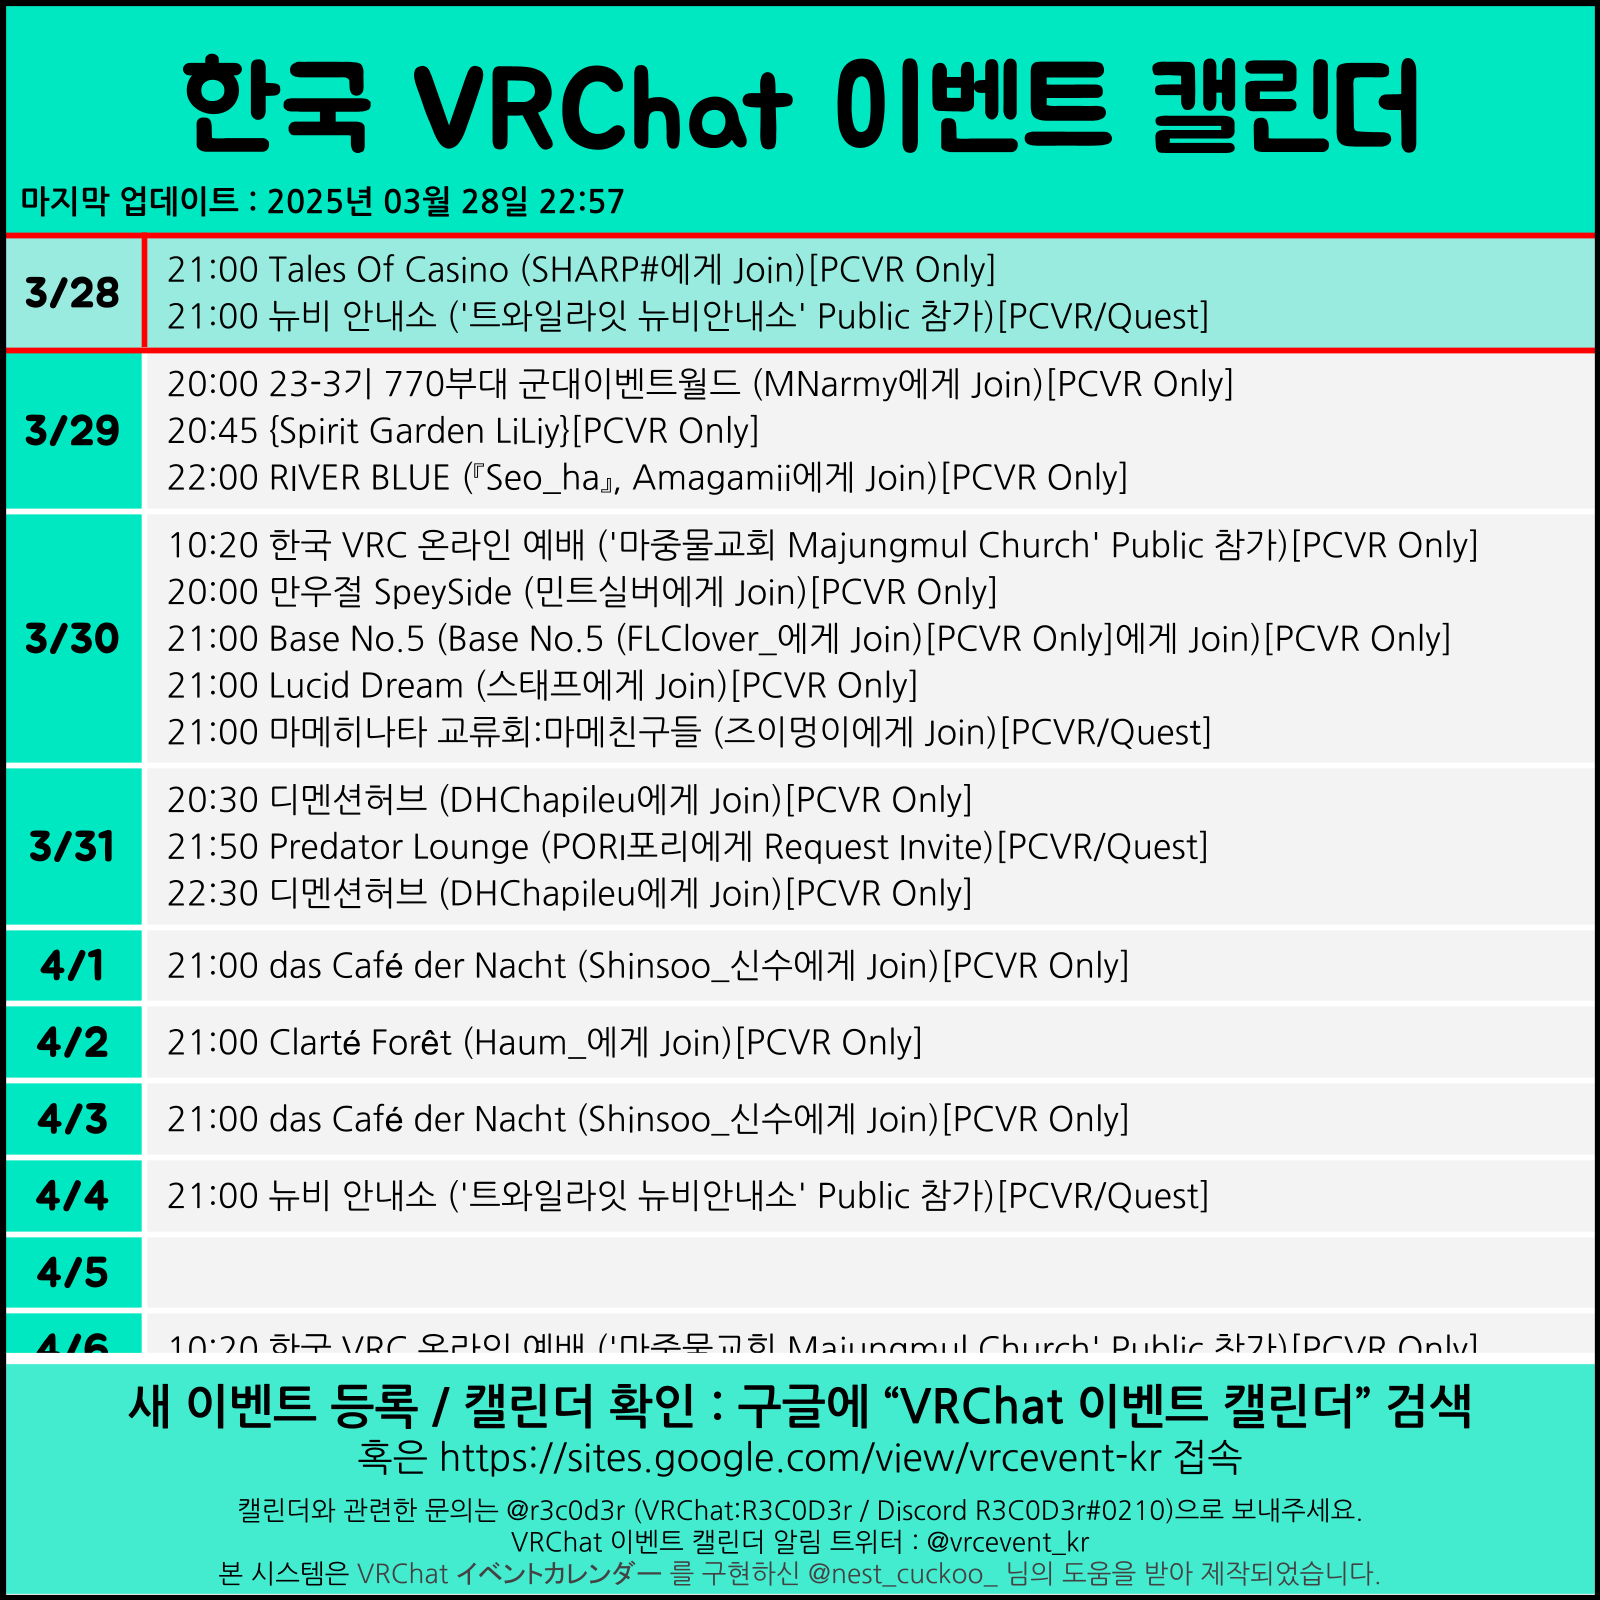 한국 VRChat 이벤트 캘린더
마지막 업데이트 : 2025년 03월 28일 22:57
3/28
21:00 Tales Of Casino (SHARP#에게 Join)[PCVR Only]
21:00 뉴비 안내소 ('트와일라잇 뉴비안내소' Public 참가)[PCVR/Quest]
3/29
20:00 23-3기 770부대 군대이벤트월드 (MNarmy에게 Join)[PCVR Only]
20:45 {Spirit Garden LiLiy}[PCVR Only]
22:00 RIVER BLUE (『Seo_ha』, Amagamii에게 Join)[PCVR Only]
3/30
10:20 한국 VRC 온라인 예배 ('마중물교회 Majungmul Church' Public 참가)[PCVR Only]
20:00 만우절 SpeySide (민트실버에게 Join)[PCVR Only]
21:00 Base No.5 (Base No.5 (FLClover_에게 Join)[PCVR Only]에게 Join)[PCVR Only]
21:00 Lucid Dream (스태프에게 Join)[PCVR Only]
21:00 마메히나타 교류회:마메친구들 (즈이멍이에게 Join)[PCVR/Quest]
3/31
20:30 디멘션허브 (DHChapileu에게 Join)[PCVR Only]
21:50 Predator Lounge (PORI포리에게 Request Invite)[PCVR/Quest]
22:30 디멘션허브 (DHChapileu에게 Join)[PCVR Only]
4/1
21:00 das Café der Nacht (Shinsoo_신수에게 Join)[PCVR Only]
4/2
21:00 Clarté Forêt (Haum_에게 Join)[PCVR Only]
4/3
21:00 das Café der Nacht (Shinsoo_신수에게 Join)[PCVR Only]
4/4
21:00 뉴비 안내소 ('트와일라잇 뉴비안내소' Public 참가)[PCVR/Quest]
4/5
4/6
10:20 한국 VRC 온라인 예배 ('마중물교회 Majungmul Church' Public 참가)[PCVR Only]
새 이벤트 등록 / 캘린더 확인 : 구글에 “VRChat 이벤트 캘린더” 검색
혹은 https://sites.google.com/view/vrcevent-kr 접속
캘린더와 관련한 문의는 @r3c0d3r (VRChat:R3C0D3r / Discord R3C0D3r#0210)으로 보내주세요.
VRChat 이벤트 캘린더 알림 트위터 : @vrcevent_kr
본 시스템은 VRChat イベントカレンダー 를 구현하신 @nest_cuckoo_ 님의 도움을 받아 제작되었습니다.